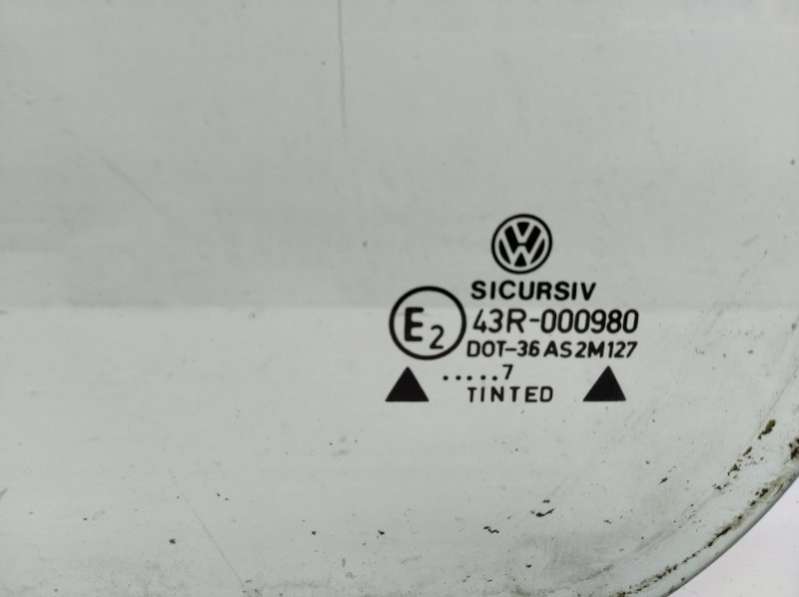 VW
SICURSIV
E2 43R-000980
DOT-36 AS2M127
.....7
TINTED